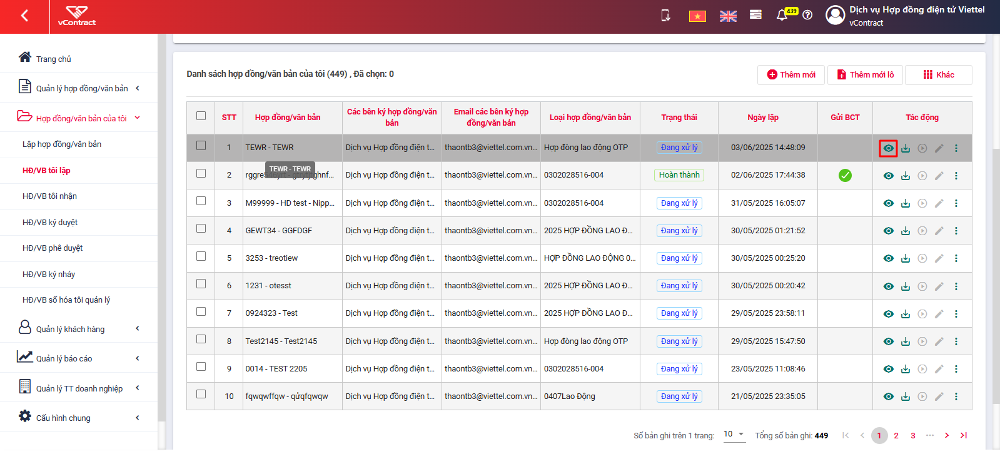 vContract
439
Dịch vụ Hợp đồng điện tử Viettel
vContract
Trang chủ
Quản lý hợp đồng/văn bản
Hợp đồng/văn bản của tôi
Lập hợp đồng/văn bản
HĐ/VB tôi lập
HĐ/VB tôi nhận
HĐ/VB ký duyệt
HĐ/VB phê duyệt
HĐ/VB ký nháy
HĐ/VB số hóa tôi quản lý
Quản lý khách hàng
Quản lý báo cáo
Quản lý TT doanh nghiệp
Cấu hình chung
Danh sách hợp đồng/văn bản của tôi (449) , Đã chọn: 0
Thêm mới Thêm mới lô Khác
STT Hợp đồng/văn bản Các bên ký hợp đồng/văn bản Email các bên ký hợp đồng/văn bản Loại hợp đồng/văn bản Trạng thái Ngày lập Gửi BCT Tác động
1 TEWR - TEWR Dịch vụ Hợp đồng điện t... thaontb3@viettel.com.vn... Hợp đòng lao động OTP Đang xử lý 03/06/2025 14:48:09
TEWR - TEWR
2 Dịch vụ Hợp đồng điện t... thaontb3@viettel.com.vn... 0302028516-004 Hoàn thành 02/06/2025 17:44:38
3 M99999 - HD test - Nipp... Dịch vụ Hợp đồng điện t... thaontb3@viettel.com.vn... 0302028516-004 Đang xử lý 31/05/2025 16:05:07
4 GEWT34 - GGFDGF Dịch vụ Hợp đồng điện t... thaontb3@viettel.com.vn... 2025 HỢP ĐỒNG LAO Đ... Đang xử lý 30/05/2025 01:21:52
5 3253 - treotiew Dịch vụ Hợp đồng điện t... thaontb3@viettel.com.vn... HỢP ĐỒNG LAO ĐỘNG 0... Đang xử lý 30/05/2025 00:25:20
6 1231 - otesst Dịch vụ Hợp đồng điện t... thaontb3@viettel.com.vn... 2025 HỢP ĐỒNG LAO Đ... Đang xử lý 30/05/2025 00:20:42
7 0924323 - Test Dịch vụ Hợp đồng điện t... thaontb3@viettel.com.vn... 2025 HỢP ĐỒNG LAO Đ... Đang xử lý 29/05/2025 23:58:11
8 Test2145 - Test2145 Dịch vụ Hợp đồng điện t... thaontb3@viettel.com.vn... Hợp đòng lao động OTP Đang xử lý 29/05/2025 15:47:50
9 0014 - TEST 2205 Dịch vụ Hợp đồng điện t... thaontb3@viettel.com.vn... 0302028516-004 Đang xử lý 23/05/2025 11:08:46
10 fqwqwffqw - qửqfqwqw Dịch vụ Hợp đồng điện t... thaontb3@viettel.com.vn... 0407Lao Động Đang xử lý 21/05/2025 23:35:05
Số bản ghi trên 1 trang: 10 Tổng số bản ghi: 449 1 2 3 ...